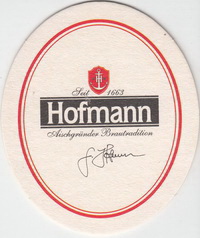 Seit 1663
Hofmann
Aischgründer Brautradition